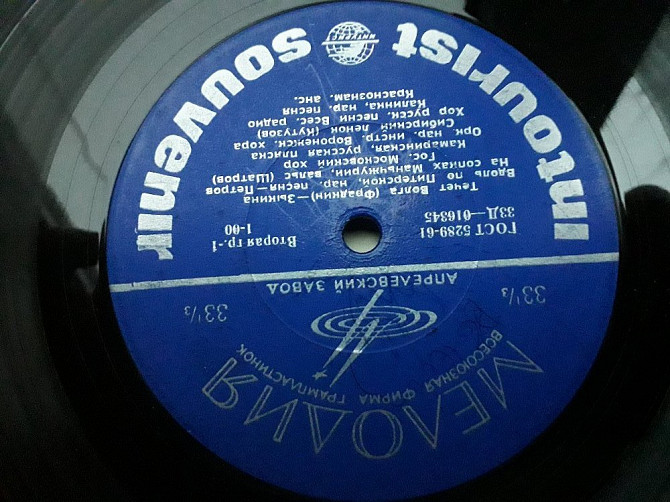 МЕЛОДИЯ
ВСЕСОЮЗНАЯ ФИРМА ГРАМПЛАСТИНОК
33⅓
33⅓
АПРЕЛЕВСКИЙ ЗАВОД
ГОСТ 5289-61
Вторая гр.-1
33Д—016345
1-00
Течет Волга (Фрадкин)—Зыкина
Вдоль по Питерской, нар. песня—Петров
На сопках Маньчжурии, вальс (Шатров)
Гос. Московский хор
Камаринская, русская пляска
Орк нар. инстр. Воронежск. хора
Сибирский ленок (Кутузов)
Хор русск. песни Всес. радио
Калинка, нар. песня
Краснознам. анс.
Intourist
ИНТУРИСТ
souvenir